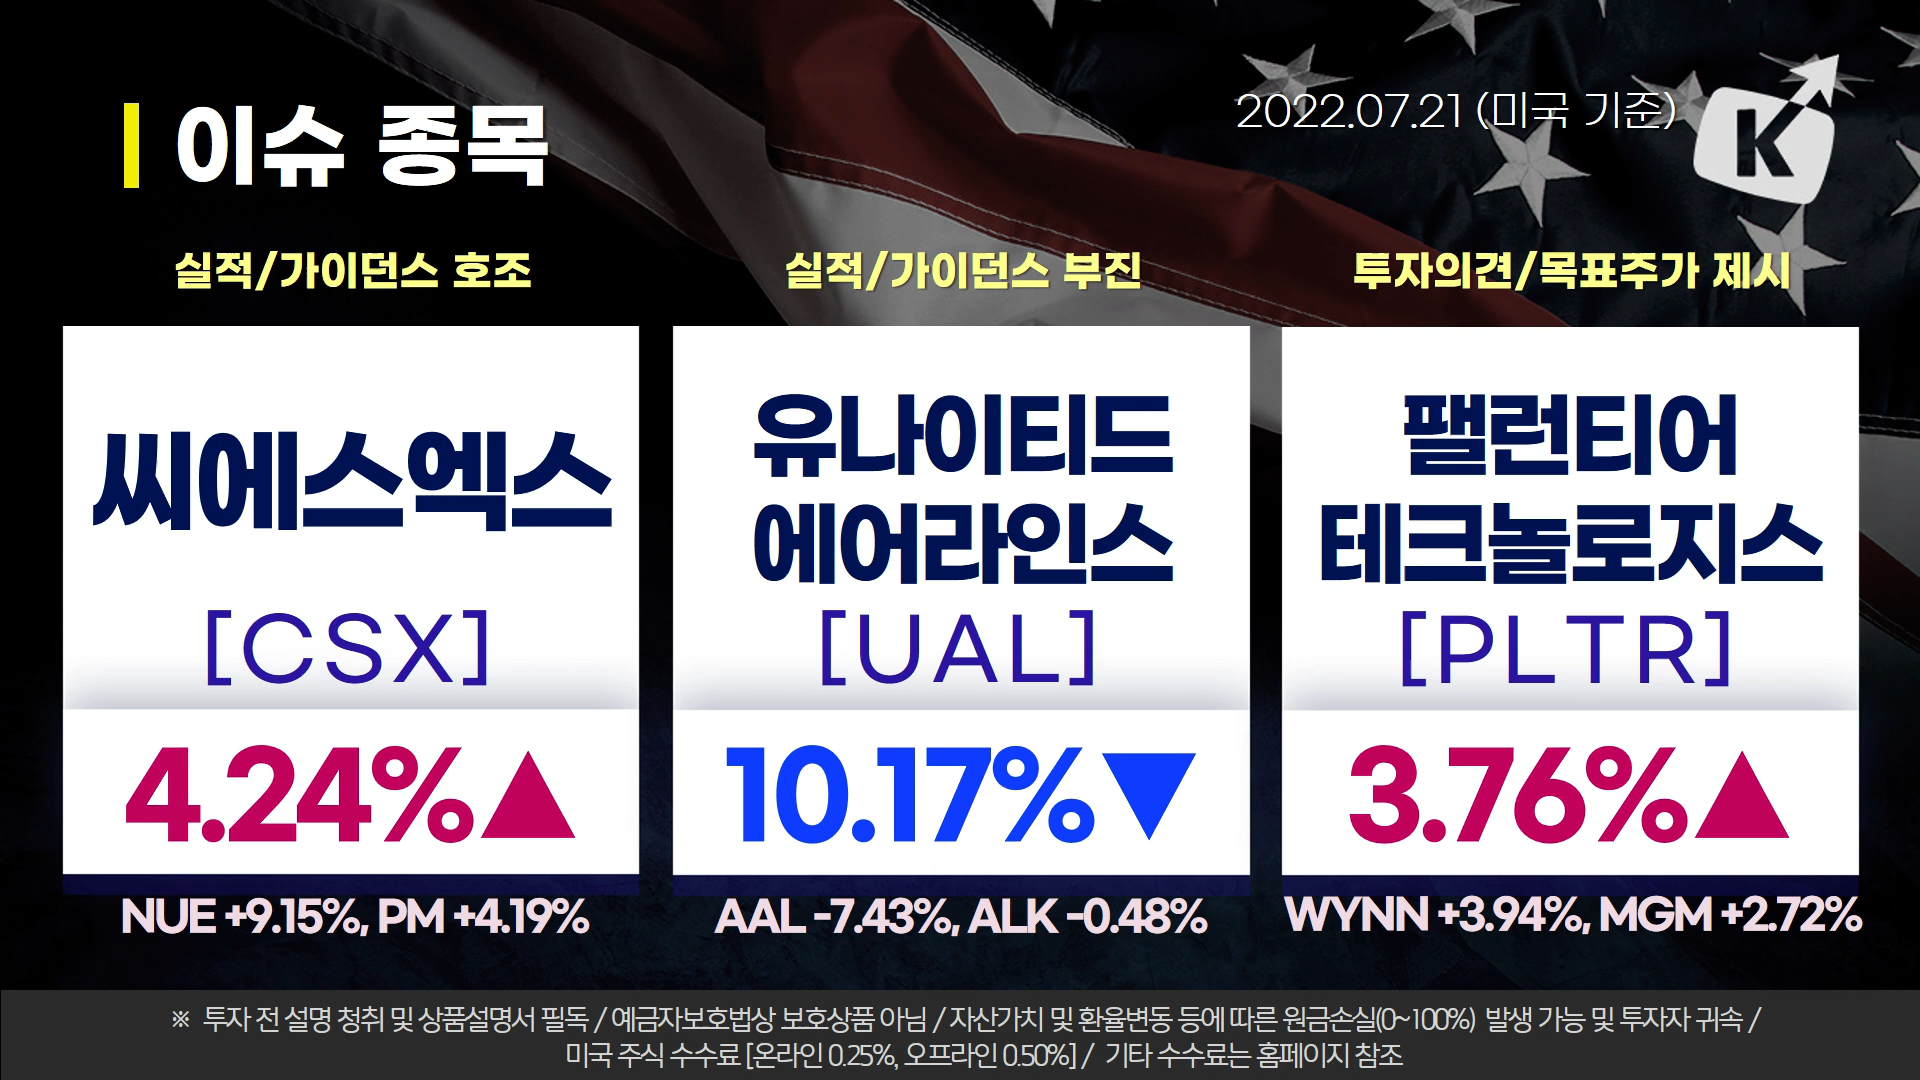 이슈 종목
2022.07.21 (미국 기준)
K
실적/가이던스 호조
씨에스엑스
[CSX]
4.24%▲
NUE +9.15%, PM +4.19%
실적/가이던스 부진
유나이티드
에어라인스
[UAL]
10.17%▼
AAL -7.43%, ALK -0.48%
투자의견/목표주가 제시
팰런티어
테크놀로지스
[PLTR]
3.76%▲
WYNN +3.94%, MGM +2.72%
※ 투자 전 설명 청취 및 상품설명서 필독 / 예금자보호법상 보호상품 아님 / 자산가치 및 환율변동 등에 따른 원금손실(0~100%) 발생 가능 및 투자자 귀속 /
미국 주식 수수료 [온라인 0.25%, 오프라인 0.50%] / 기타 수수료는 홈페이지 참조